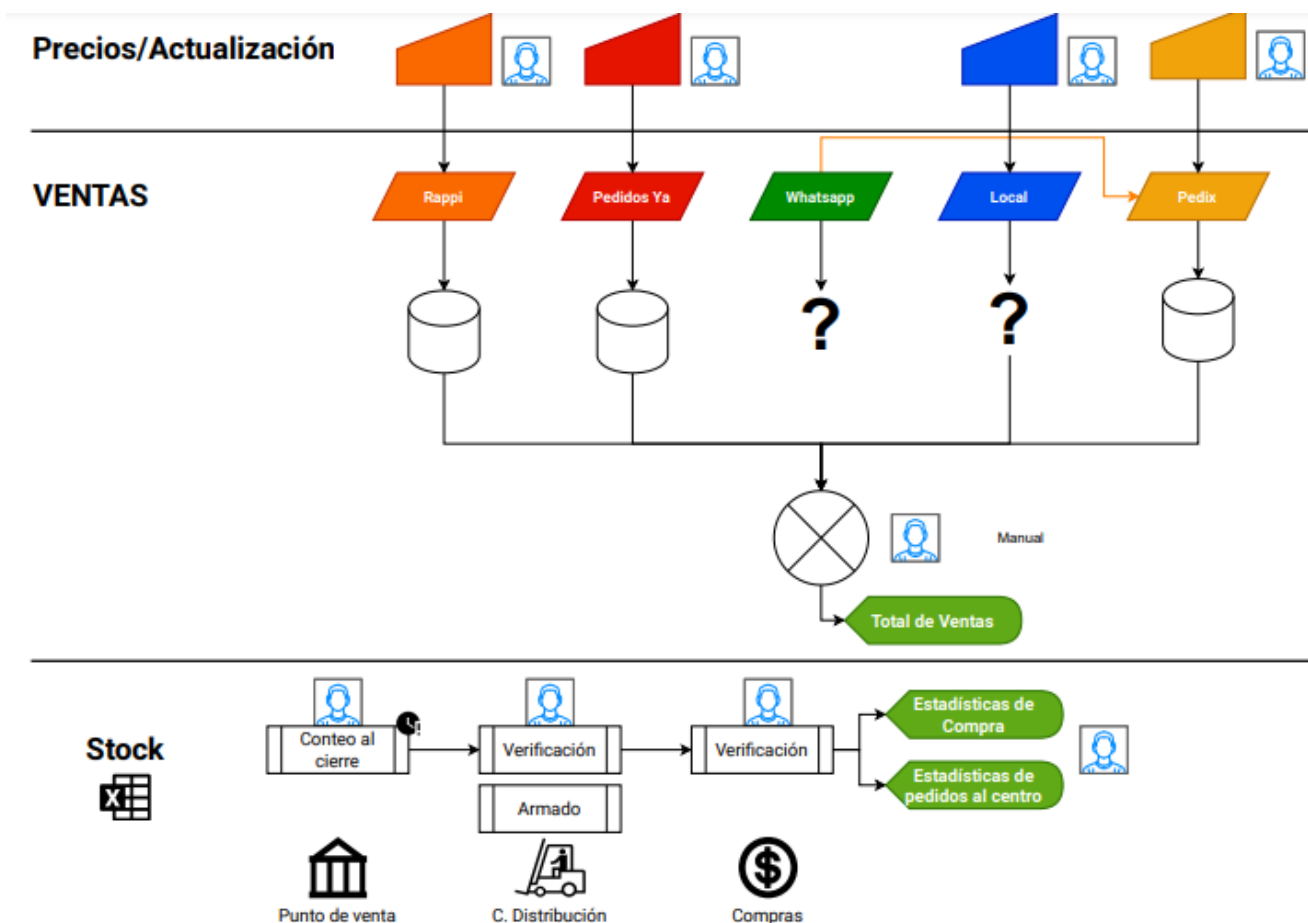 Precios/Actualización
VENTAS
Rappi
Pedidos Ya
Whatsapp
Local
Pedix
?
?
Manual
Total de Ventas
Stock
X
Conteo al
cierre
Verificación
Verificación
Estadísticas de
Compra
Estadísticas de
pedidos al centro
Armado
$
Punto de venta
C. Distribución
Compras